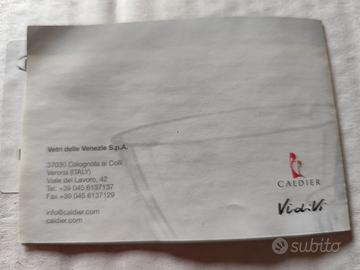 Vetri delle Venezie S.p.A.
37030 Colognola ai Colli
Verona (ITALY)
Viale del Lavoro, 42
Tel. +39 045 6137137
Fax +39 045 6137129
info@caldier.com
caldier.com
CALDIER
VidiVi
subito